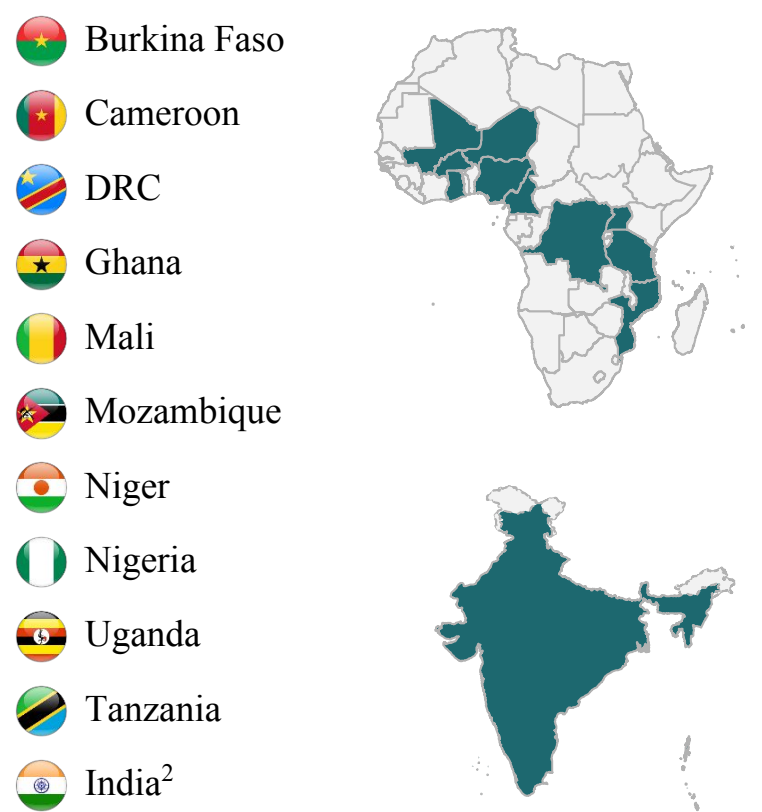 Burkina Faso
Cameroon
DRC
Ghana
Mali
Mozambique
Niger
Nigeria
Uganda
Tanzania
India²